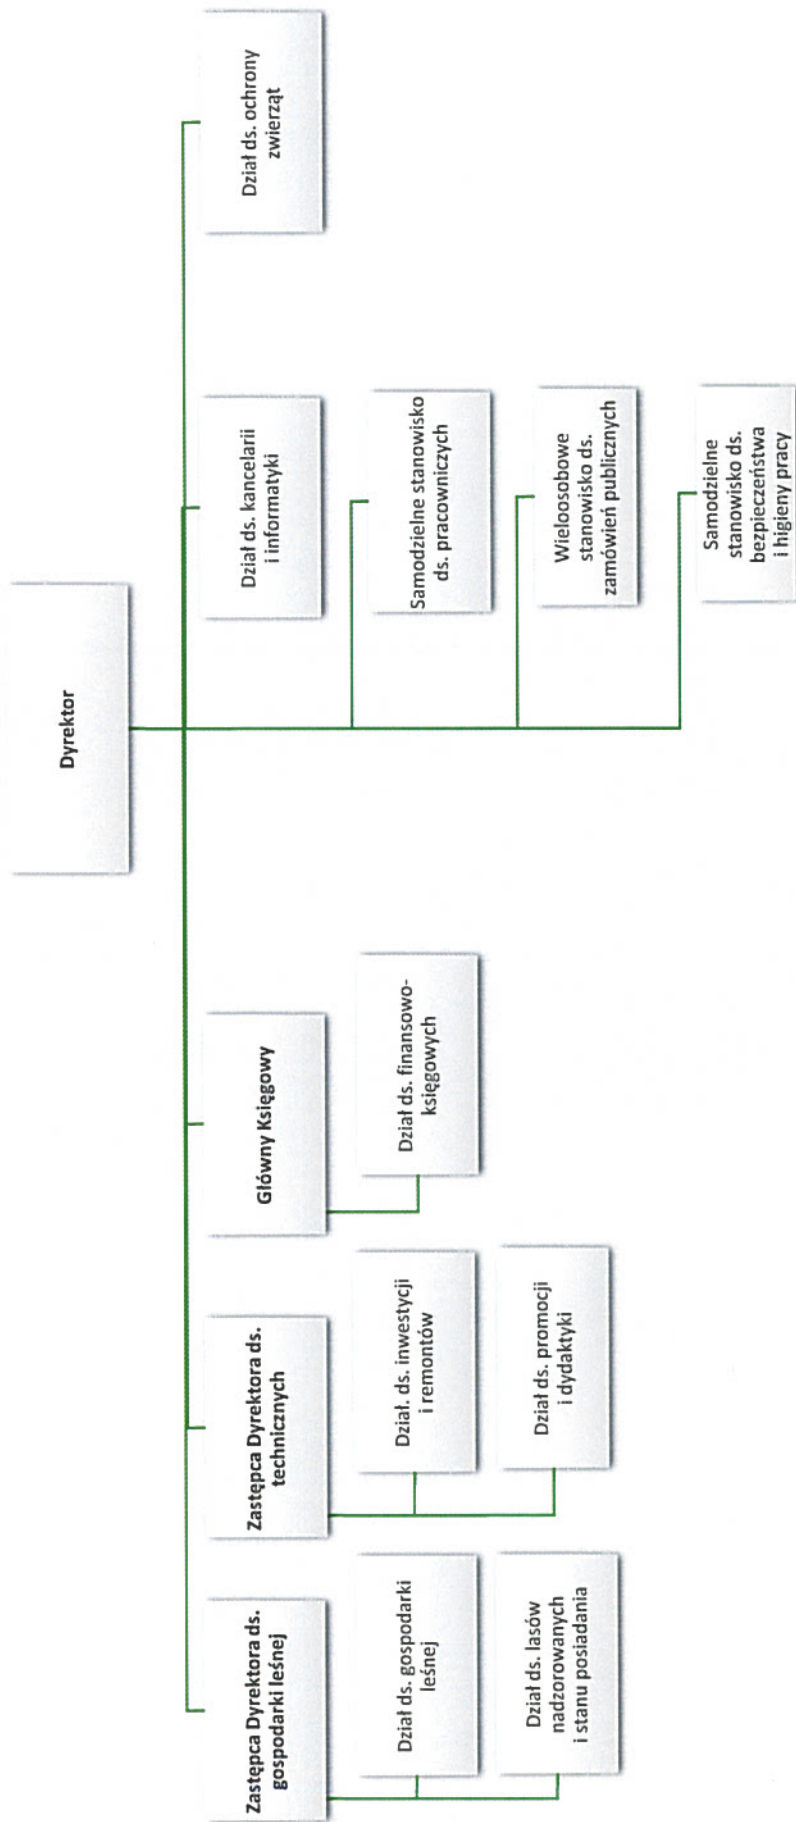 Dyrektor
Zastępca Dyrektora ds.
gospodarki leśnej
Dział ds. gospodarki
leśnej
Dział ds. lasów
nadzorowanych
i stanu posiadania
Zastępca Dyrektora ds.
technicznych
Dział. ds. inwestycji
i remontów
Dział ds. promocji
i dydaktyki
Główny Księgowy
Dział ds. finansowo-
księgowych
Dział ds. kancelarii
i informatyki
Samodzielne stanowisko
ds. pracowniczych
Wieloosobowe
stanowisko ds.
zamówień publicznych
Samodzielne
stanowisko ds.
bezpieczeństwa
i higieny pracy
Dział ds. ochrony
zwierząt